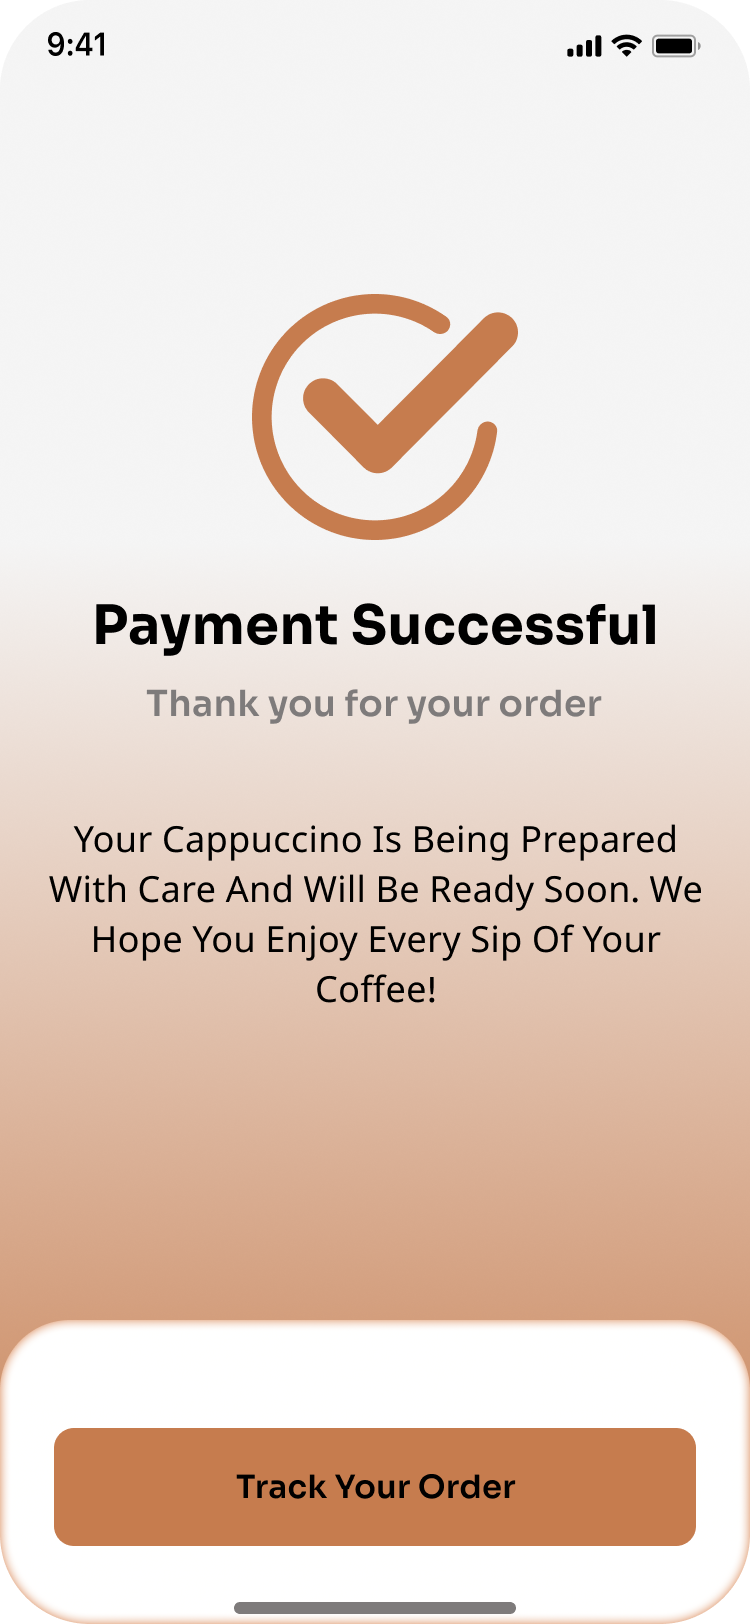 9:41
Payment Successful
Thank you for your order
Your Cappuccino Is Being Prepared
With Care And Will Be Ready Soon. We
Hope You Enjoy Every Sip Of Your
Coffee!
Track Your Order